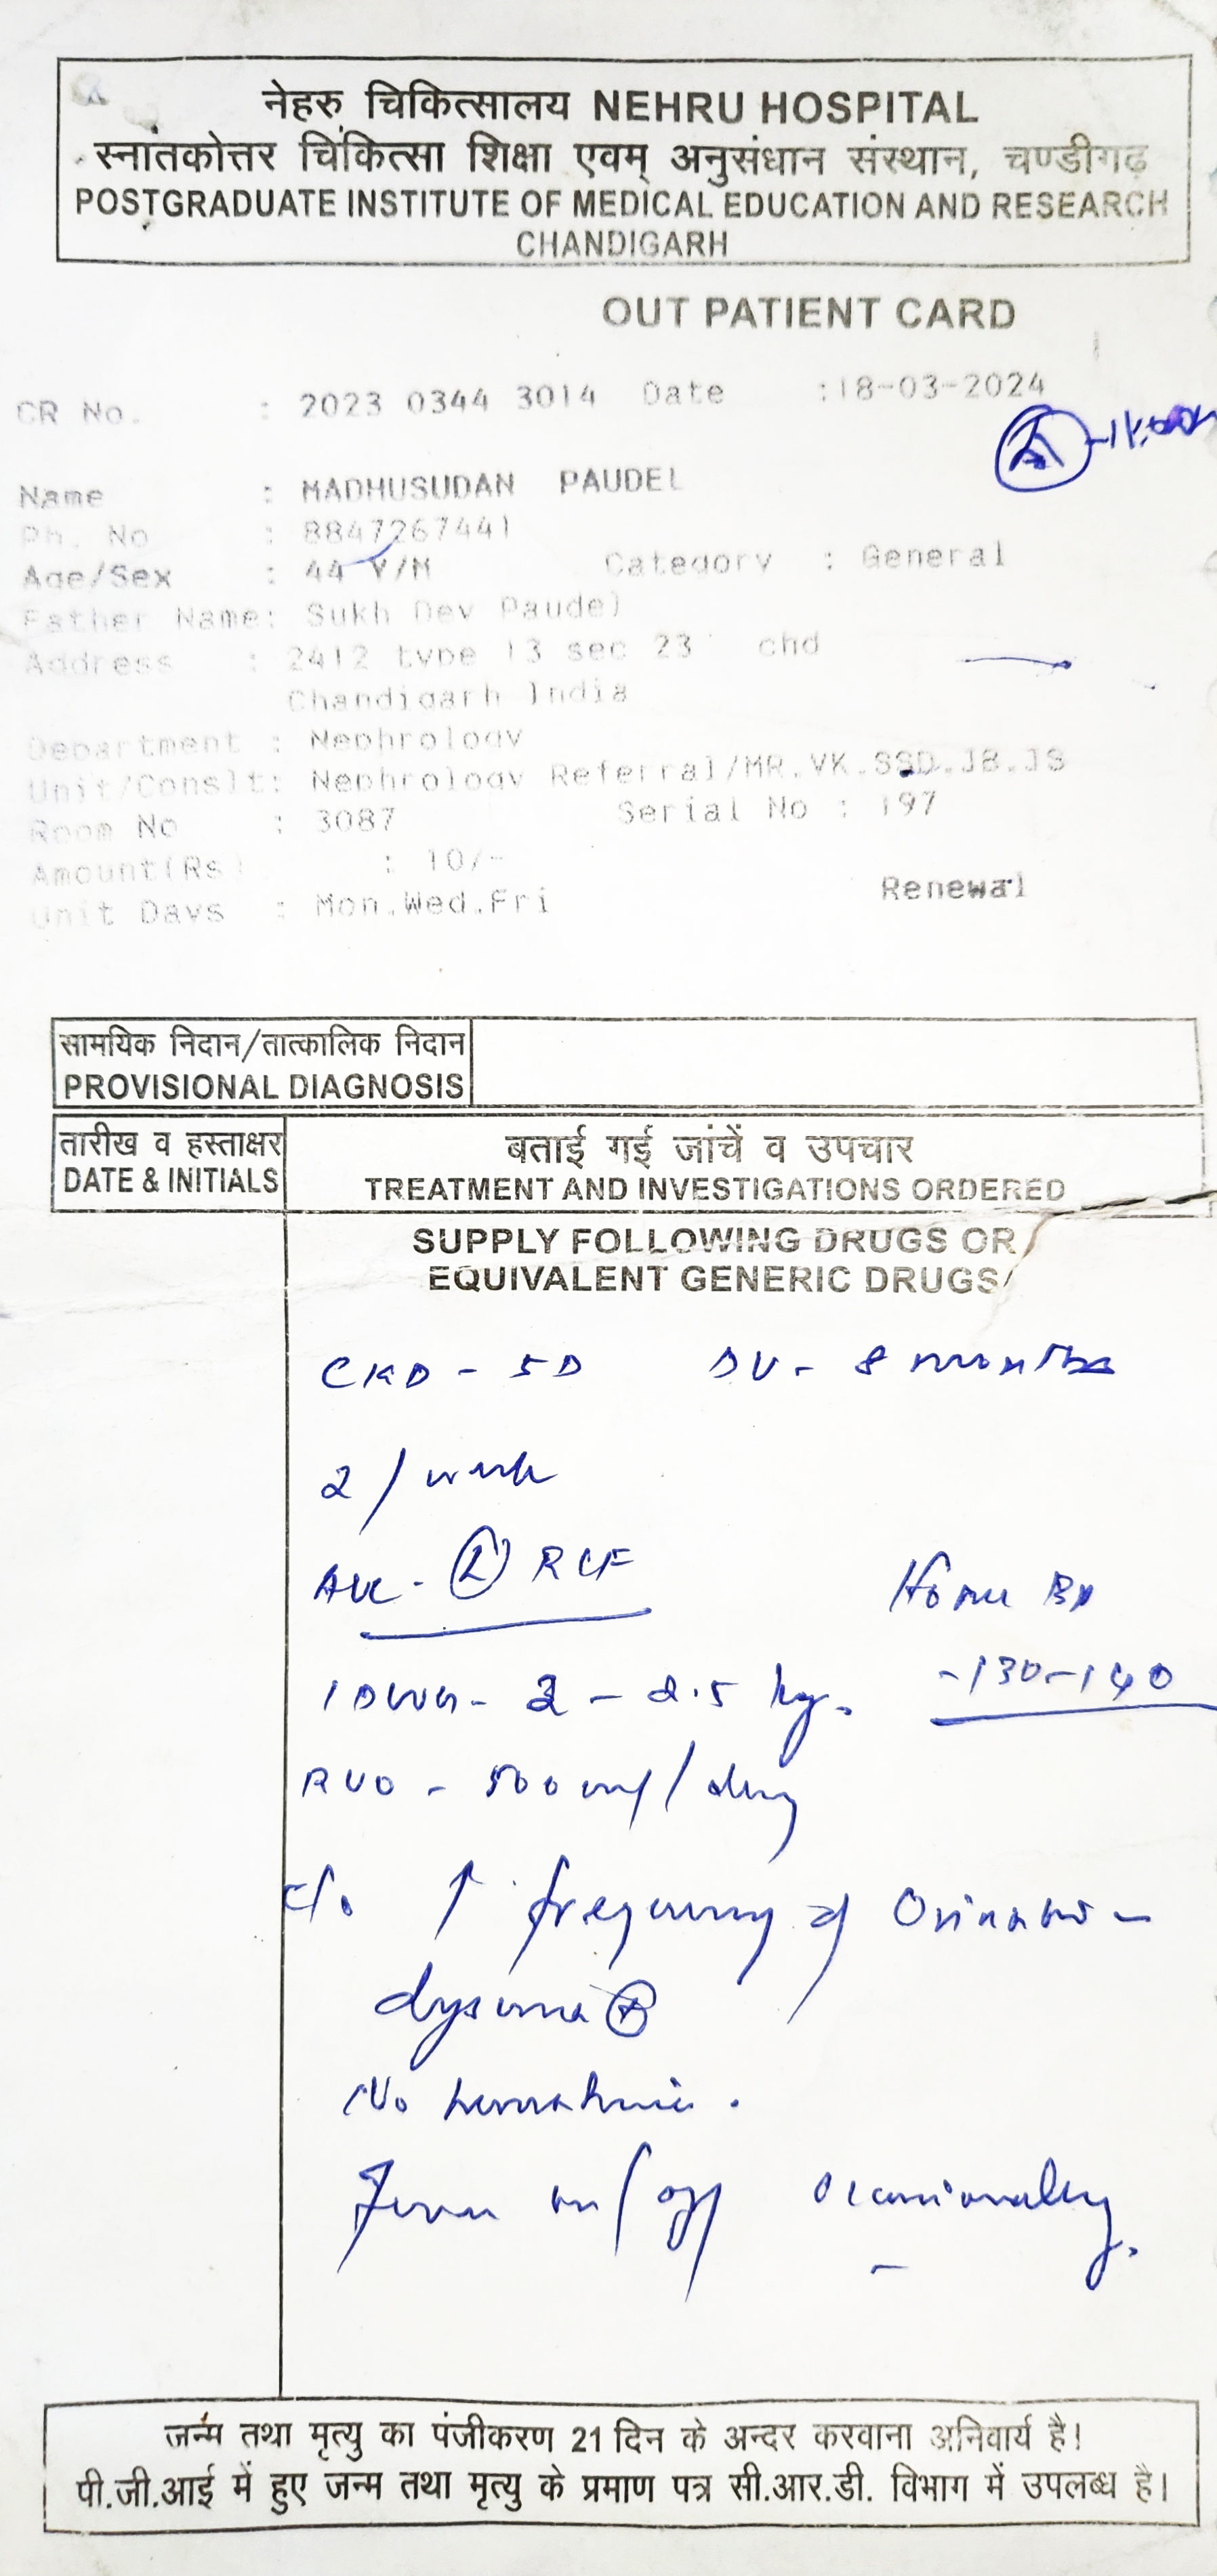 नेहरु चिकित्सालय NEHRU HOSPITAL
स्नातकोत्तर चिकित्सा शिक्षा एवम् अनुसंधान संस्थान, चण्डीगढ़
POSTGRADUATE INSTITUTE OF MEDICAL EDUCATION AND RESEARCH
CHANDIGARH
OUT PATIENT CARD
CR No. : 2023 0344 3014 Date :18-03-2024
Name : MADHUSUDAN PAUDEL
Ph. No : 8847267441
Age/Sex : 44 Y/M Category : General
Father Name: Sukh Dev Paudel
Address : 2412 type 13 sec 23 chd
Chandigarh India
Department : Nephrology
Unit/Conslt: Nephrology Referral/MR.VK.SSD.JB.JS
Room No : 3087 Serial No : 197
Amount(Rs) : 10/-
Renewal
Unit Days : Mon.Wed.Fri
सामयिक निदान/तात्कालिक निदान
PROVISIONAL DIAGNOSIS
तारीख व हस्ताक्षर बताई गई जांचें व उपचार
DATE & INITIALS TREATMENT AND INVESTIGATIONS ORDERED
SUPPLY FOLLOWING DRUGS OR
EQUIVALENT GENERIC DRUGS
CKD - 5D DV - 8 months
2 / week
(L) RCF
Home BP
IDWG - 2 - 2.5 kg. - 130-140
RUO - 500 ml / day
c/o ↑ frequency of Urination
dysuria (+)
No hematuria.
Fever on/off occasionally.
जन्म तथा मृत्यु का पंजीकरण 21 दिन के अन्दर करवाना अनिवार्य है।
पी.जी.आई में हुए जन्म तथा मृत्यु के प्रमाण पत्र सी.आर.डी. विभाग में उपलब्ध है।